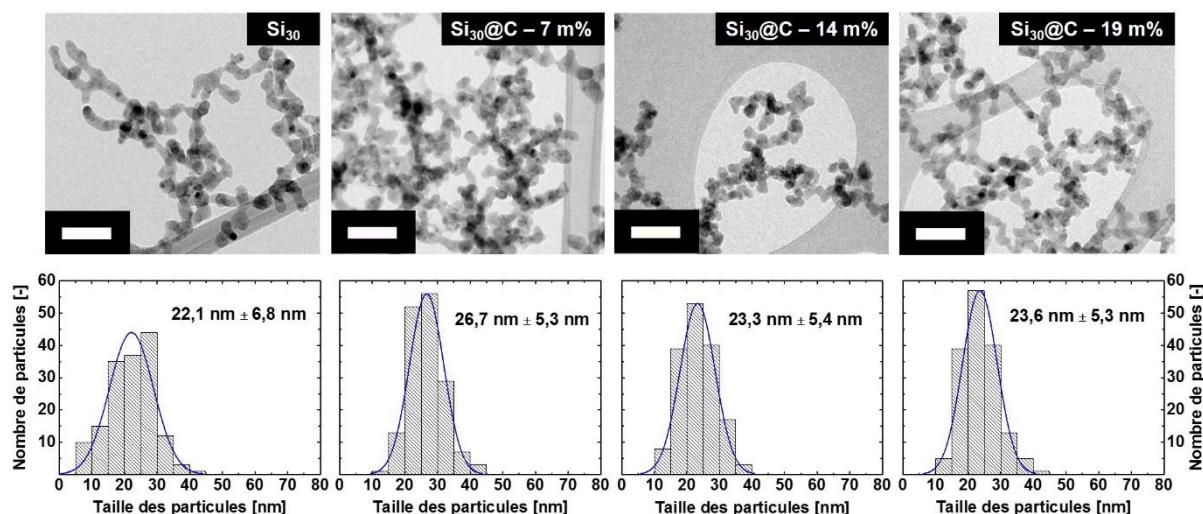 Si₃₀
Si₃₀@C – 7 m%
Si₃₀@C – 14 m%
Si₃₀@C – 19 m%
Nombre de particules [-]
60
50
40
30
20
10
22,1 nm ± 6,8 nm
26,7 nm ± 5,3 nm
23,3 nm ± 5,4 nm
23,6 nm ± 5,3 nm
60
50
40
30
20
10
Nombre de particules [-]
0 10 20 30 40 50 60 70 80
0 10 20 30 40 50 60 70 80
0 10 20 30 40 50 60 70 80
0 10 20 30 40 50 60 70 80
Taille des particules [nm]
Taille des particules [nm]
Taille des particules [nm]
Taille des particules [nm]